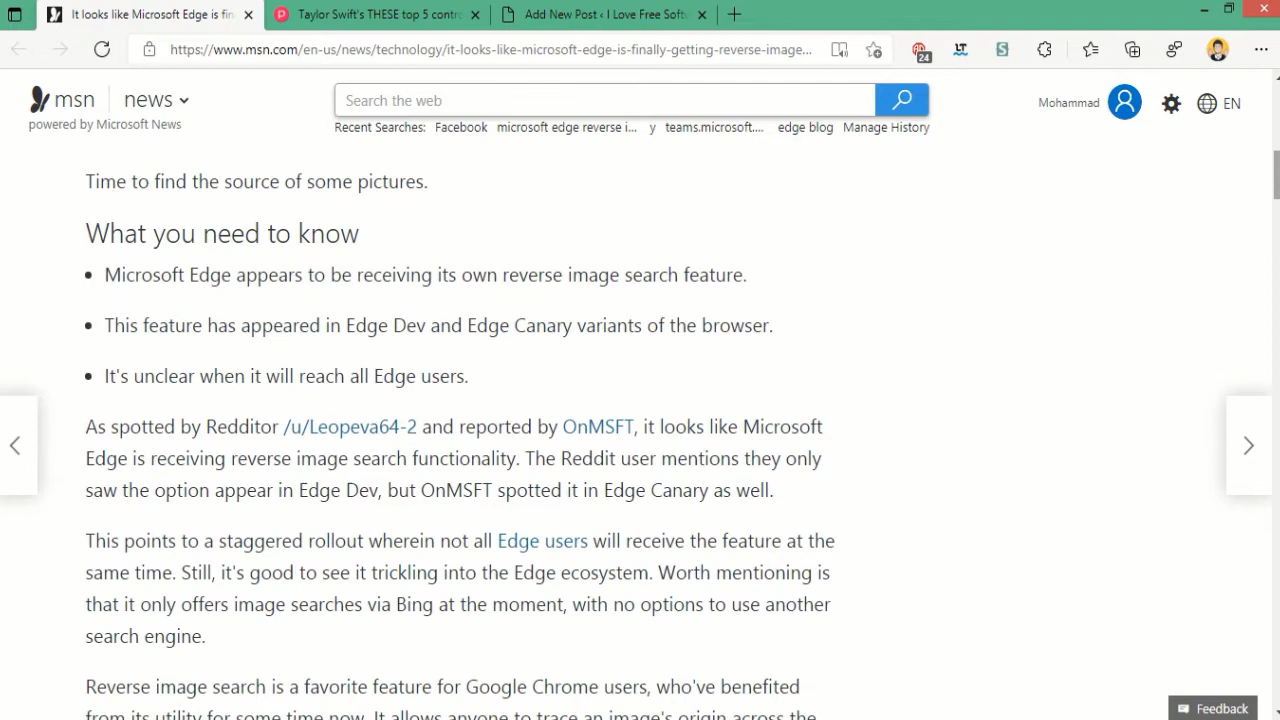 It looks like Microsoft Edge is fin
Taylor Swift's THESE top 5 contr
Add New Post ‹ I Love Free Soft
https://www.msn.com/en-us/news/technology/it-looks-like-microsoft-edge-is-finally-getting-reverse-image...
24
LT
S
msn
news
powered by Microsoft News
Search the web
Recent Searches: Facebook microsoft edge reverse i... y teams.microsoft.... edge blog Manage History
Mohammad
EN
Time to find the source of some pictures.
What you need to know
• Microsoft Edge appears to be receiving its own reverse image search feature.
• This feature has appeared in Edge Dev and Edge Canary variants of the browser.
• It's unclear when it will reach all Edge users.
As spotted by Redditor /u/Leopeva64-2 and reported by OnMSFT, it looks like Microsoft
Edge is receiving reverse image search functionality. The Reddit user mentions they only
saw the option appear in Edge Dev, but OnMSFT spotted it in Edge Canary as well.
This points to a staggered rollout wherein not all Edge users will receive the feature at the
same time. Still, it's good to see it trickling into the Edge ecosystem. Worth mentioning is
that it only offers image searches via Bing at the moment, with no options to use another
search engine.
Reverse image search is a favorite feature for Google Chrome users, who've benefited
from its utility for some time now. It allows anyone to trace an image's origin across the
Feedback